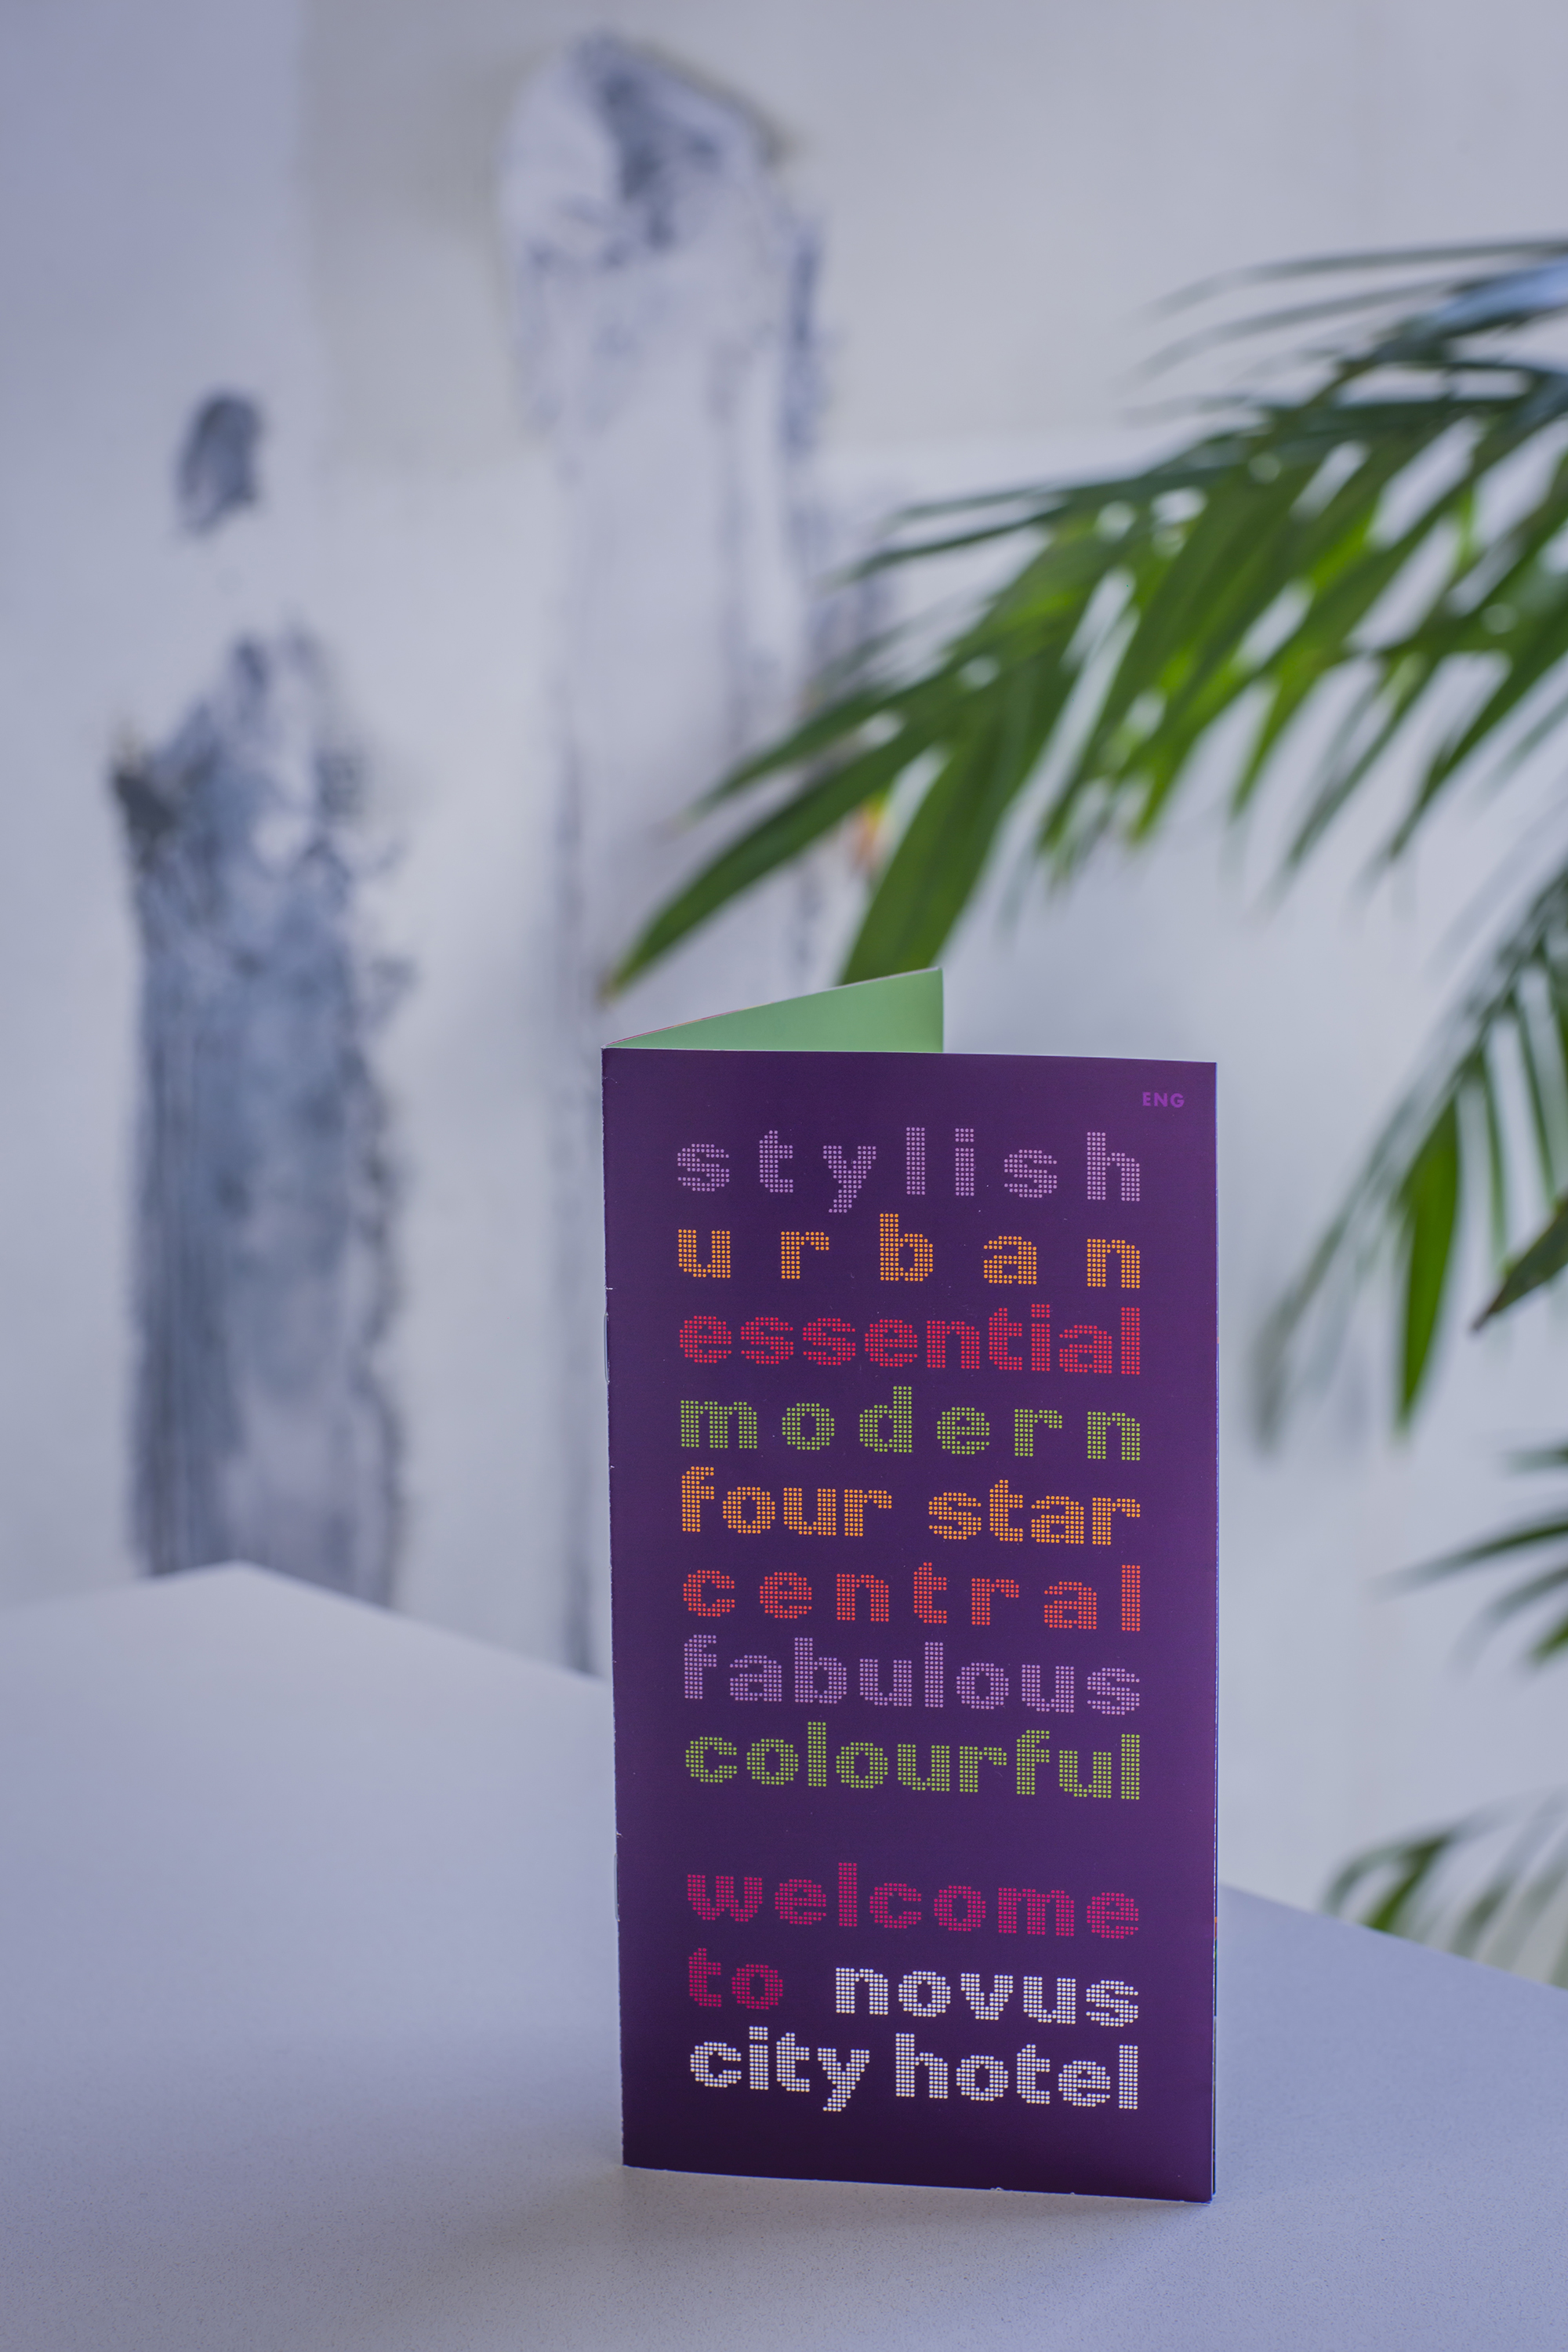 ENG
stylish
urban
essential
modern
four star
central
fabulous
colourful
welcome
to novus
city hotel